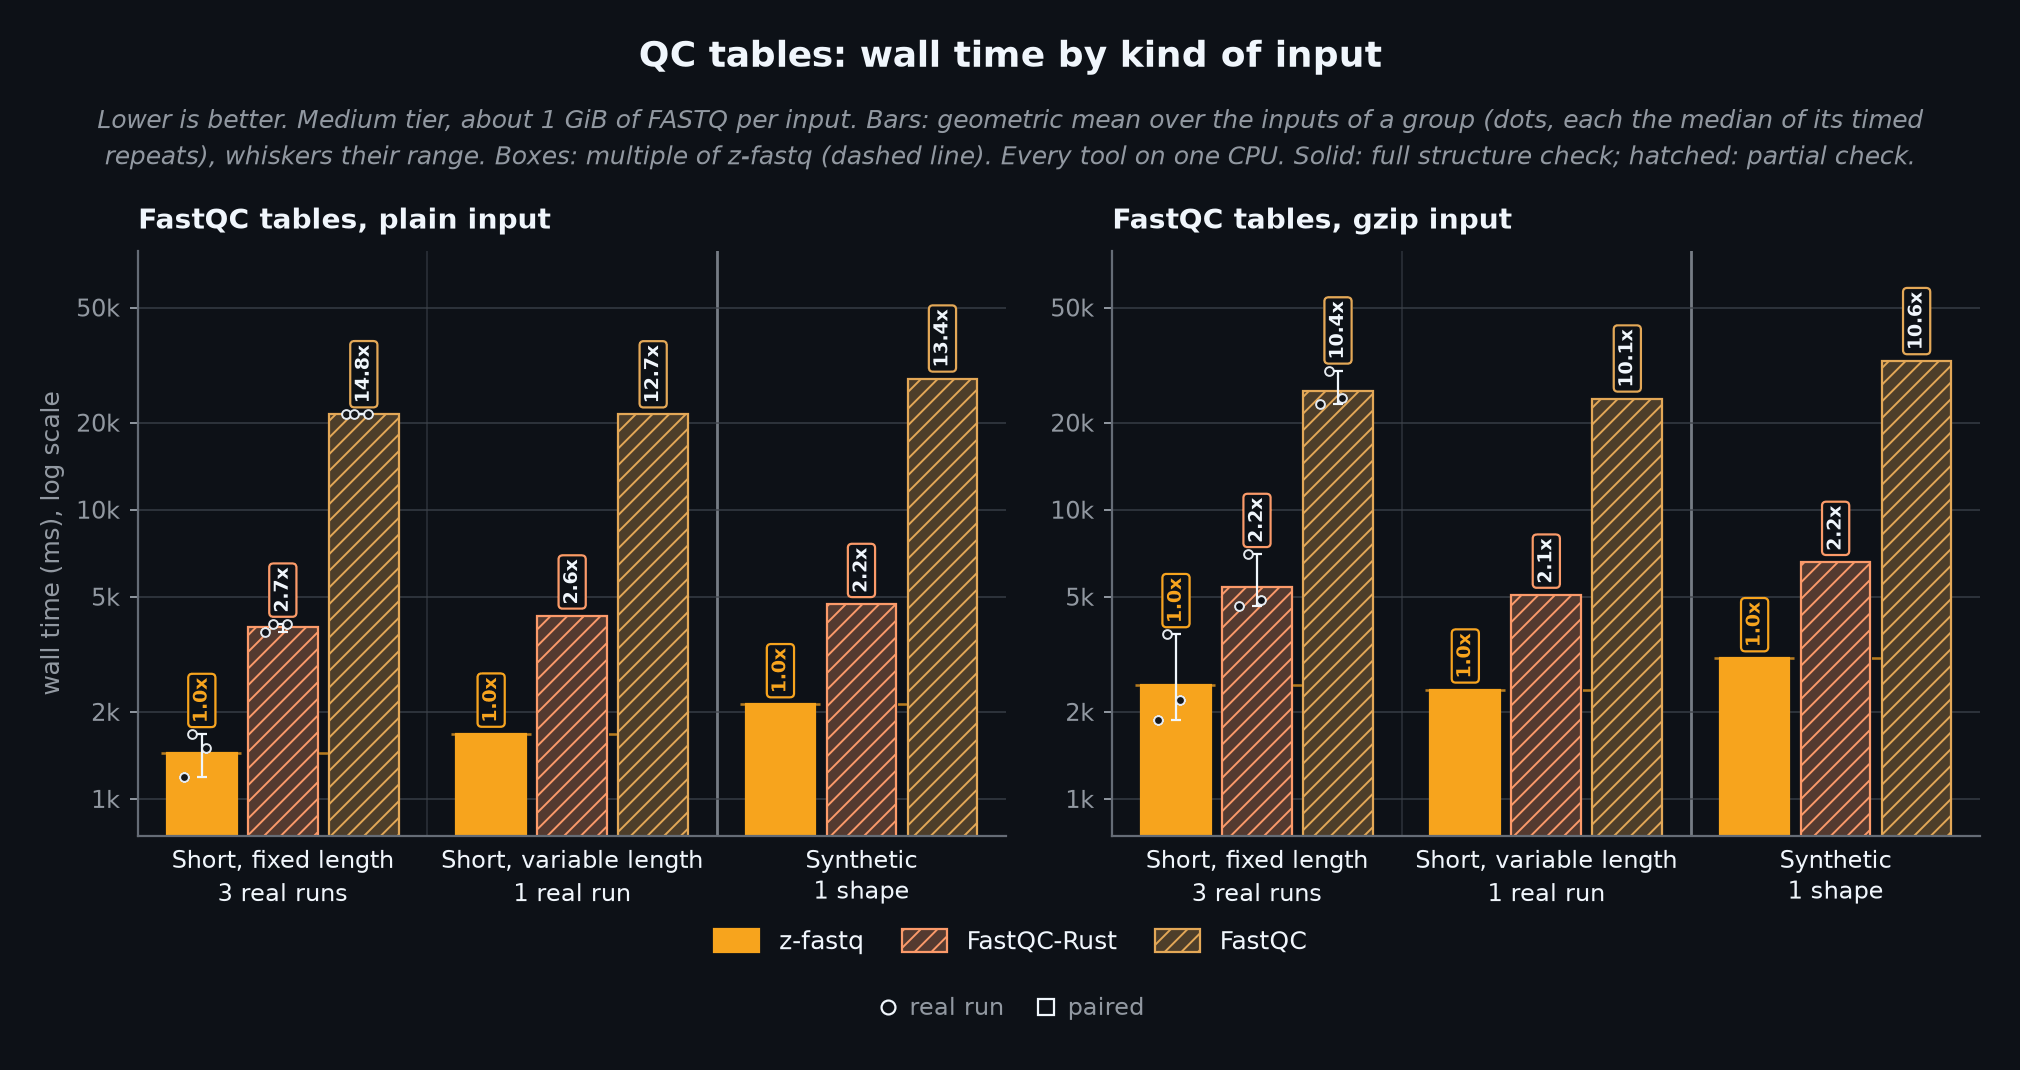 QC tables: wall time by kind of input
Lower is better. Medium tier, about 1 GiB of FASTQ per input. Bars: geometric mean over the inputs of a group (dots, each the median of its timed
repeats), whiskers their range. Boxes: multiple of z-fastq (dashed line). Every tool on one CPU. Solid: full structure check; hatched: partial check.
FastQC tables, plain input
wall time (ms), log scale
50k
20k
10k
5k
2k
1k
1.0x
2.7x
14.8x
1.0x
2.6x
12.7x
1.0x
2.2x
13.4x
Short, fixed length
3 real runs
Short, variable length
1 real run
Synthetic
1 shape
FastQC tables, gzip input
50k
20k
10k
5k
2k
1k
1.0x
2.2x
10.4x
1.0x
2.1x
10.1x
1.0x
2.2x
10.6x
Short, fixed length
3 real runs
Short, variable length
1 real run
Synthetic
1 shape
z-fastq
FastQC-Rust
FastQC
real run
paired